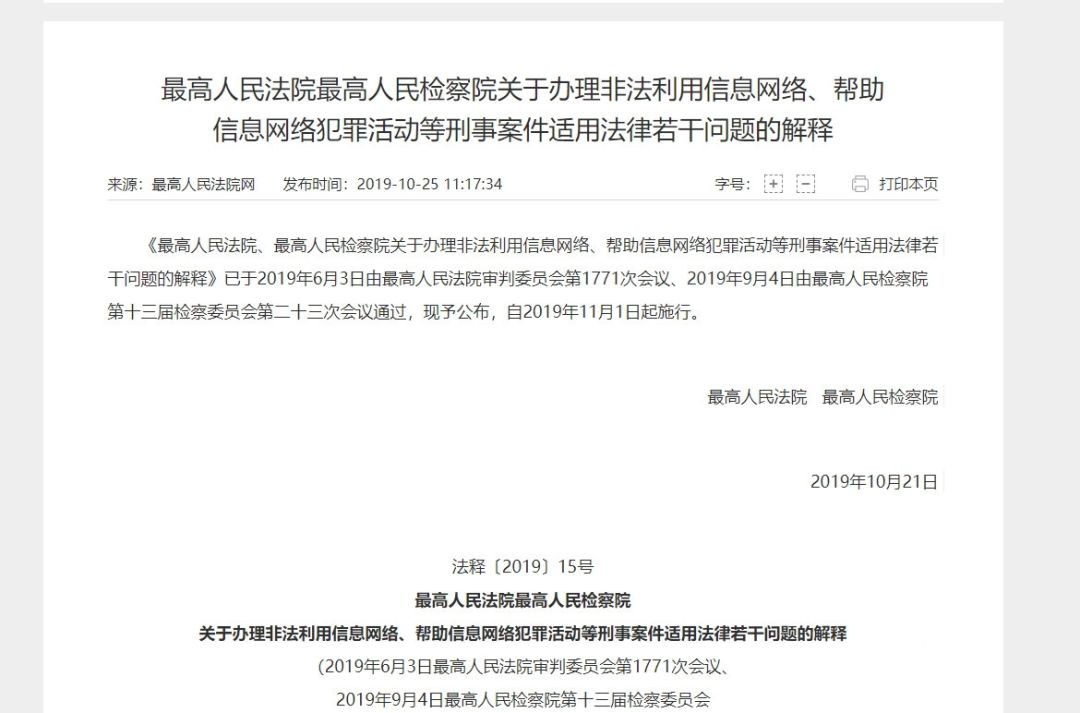 最高人民法院最高人民检察院关于办理非法利用信息网络、帮助
信息网络犯罪活动等刑事案件适用法律若干问题的解释
来源：最高人民法院网 发布时间：2019-10-25 11:17:34 字号： + − 打印本页
《最高人民法院、最高人民检察院关于办理非法利用信息网络、帮助信息网络犯罪活动等刑事案件适用法律若
干问题的解释》已于2019年6月3日由最高人民法院审判委员会第1771次会议、2019年9月4日由最高人民检察院
第十三届检察委员会第二十三次会议通过，现予公布，自2019年11月1日起施行。
最高人民法院 最高人民检察院
2019年10月21日
法释〔2019〕15号
最高人民法院最高人民检察院
关于办理非法利用信息网络、帮助信息网络犯罪活动等刑事案件适用法律若干问题的解释
（2019年6月3日最高人民法院审判委员会第1771次会议、
2019年9月4日最高人民检察院第十三届检察委员会